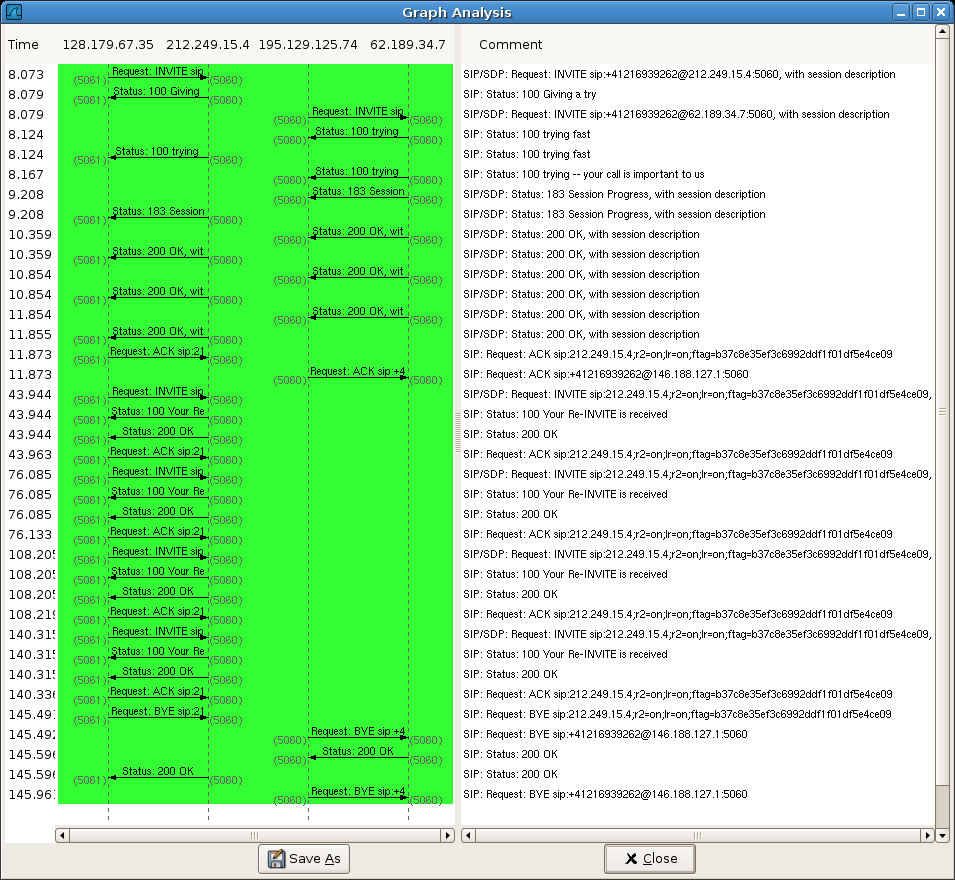 Graph Analysis
Time 128.179.67.35 212.249.15.4 195.129.125.74 62.189.34.7 Comment
8.073 (5061) Request: INVITE sip (5060) SIP/SDP: Request: INVITE sip:+41216939262@212.249.15.4:5060, with session description
8.079 (5061) Status: 100 Giving (5060) SIP: Status: 100 Giving a try
8.079 (5060) Request: INVITE sip (5060) SIP/SDP: Request: INVITE sip:+41216939262@62.189.34.7:5060, with session description
8.124 (5060) Status: 100 trying (5060) SIP: Status: 100 trying fast
8.124 (5061) Status: 100 trying (5060) SIP: Status: 100 trying fast
8.167 (5060) Status: 100 trying (5060) SIP: Status: 100 trying -- your call is important to us
9.208 (5060) Status: 183 Session (5060) SIP/SDP: Status: 183 Session Progress, with session description
9.208 (5061) Status: 183 Session (5060) SIP/SDP: Status: 183 Session Progress, with session description
10.359 (5060) Status: 200 OK, wit (5060) SIP/SDP: Status: 200 OK, with session description
10.359 (5061) Status: 200 OK, wit (5060) SIP/SDP: Status: 200 OK, with session description
10.854 (5060) Status: 200 OK, wit (5060) SIP/SDP: Status: 200 OK, with session description
10.854 (5061) Status: 200 OK, wit (5060) SIP/SDP: Status: 200 OK, with session description
11.854 (5060) Status: 200 OK, wit (5060) SIP/SDP: Status: 200 OK, with session description
11.855 (5061) Status: 200 OK, wit (5060) SIP/SDP: Status: 200 OK, with session description
11.873 (5061) Request: ACK sip:21 (5060) SIP: Request: ACK sip:212.249.15.4;r2=on;lr=on;ftag=b37c8e35ef3c6992ddf1f01df5e4ce09
11.873 (5060) Request: ACK sip:+4 (5060) SIP: Request: ACK sip:+41216939262@146.188.127.1:5060
43.944 (5061) Request: INVITE sip (5060) SIP/SDP: Request: INVITE sip:212.249.15.4;r2=on;lr=on;ftag=b37c8e35ef3c6992ddf1f01df5e4ce09,
43.944 (5061) Status: 100 Your Re (5060) SIP: Status: 100 Your Re-INVITE is received
43.944 (5061) Status: 200 OK (5060) SIP: Status: 200 OK
43.963 (5061) Request: ACK sip:21 (5060) SIP: Request: ACK sip:212.249.15.4;r2=on;lr=on;ftag=b37c8e35ef3c6992ddf1f01df5e4ce09
76.085 (5061) Request: INVITE sip (5060) SIP/SDP: Request: INVITE sip:212.249.15.4;r2=on;lr=on;ftag=b37c8e35ef3c6992ddf1f01df5e4ce09,
76.085 (5061) Status: 100 Your Re (5060) SIP: Status: 100 Your Re-INVITE is received
76.085 (5061) Status: 200 OK (5060) SIP: Status: 200 OK
76.133 (5061) Request: ACK sip:21 (5060) SIP: Request: ACK sip:212.249.15.4;r2=on;lr=on;ftag=b37c8e35ef3c6992ddf1f01df5e4ce09
108.205 (5061) Request: INVITE sip (5060) SIP/SDP: Request: INVITE sip:212.249.15.4;r2=on;lr=on;ftag=b37c8e35ef3c6992ddf1f01df5e4ce09,
108.205 (5061) Status: 100 Your Re (5060) SIP: Status: 100 Your Re-INVITE is received
108.205 (5061) Status: 200 OK (5060) SIP: Status: 200 OK
108.219 (5061) Request: ACK sip:21 (5060) SIP: Request: ACK sip:212.249.15.4;r2=on;lr=on;ftag=b37c8e35ef3c6992ddf1f01df5e4ce09
140.315 (5061) Request: INVITE sip (5060) SIP/SDP: Request: INVITE sip:212.249.15.4;r2=on;lr=on;ftag=b37c8e35ef3c6992ddf1f01df5e4ce09,
140.315 (5061) Status: 100 Your Re (5060) SIP: Status: 100 Your Re-INVITE is received
140.315 (5061) Status: 200 OK (5060) SIP: Status: 200 OK
140.336 (5061) Request: ACK sip:21 (5060) SIP: Request: ACK sip:212.249.15.4;r2=on;lr=on;ftag=b37c8e35ef3c6992ddf1f01df5e4ce09
145.491 (5061) Request: BYE sip:21 (5060) SIP: Request: BYE sip:212.249.15.4;r2=on;lr=on;ftag=b37c8e35ef3c6992ddf1f01df5e4ce09
145.492 (5060) Request: BYE sip:+4 (5060) SIP: Request: BYE sip:+41216939262@146.188.127.1:5060
145.596 (5060) Status: 200 OK (5060) SIP: Status: 200 OK
145.596 (5061) Status: 200 OK (5060) SIP: Status: 200 OK
145.961 (5060) Request: BYE sip:+4 (5060) SIP: Request: BYE sip:+41216939262@146.188.127.1:5060
Save As Close